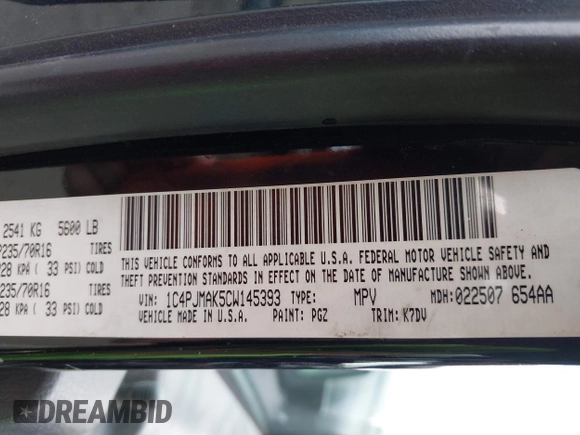 2541 KG 5600 LB
P235/70R16 TIRES
228 KPA ( 33 PSI) COLD
235/70R16 TIRES
28 KPA ( 33 PSI) COLD
THIS VEHICLE CONFORMS TO ALL APPLICABLE U.S.A. FEDERAL MOTOR VEHICLE SAFETY AND
THEFT PREVENTION STANDARDS IN EFFECT ON THE DATE OF MANUFACTURE SHOWN ABOVE.
VIN: 1C4PJMAK5CW145393 TYPE: MPV MDH: 022507 654AA
VEHICLE MADE IN U.S.A. PAINT: PGZ TRIM: K7DV
DREAMBID